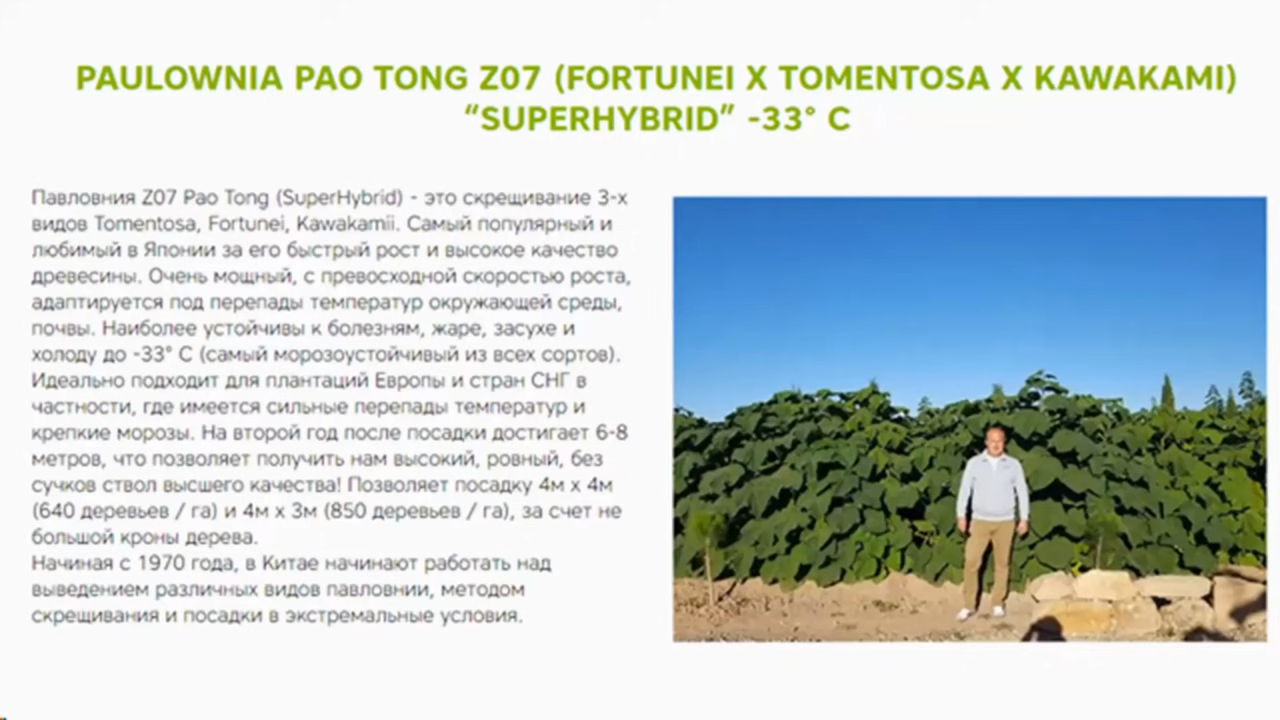 PAULOWNIA PAO TONG Z07 (FORTUNEI X TOMENTOSA X KAWAKAMI)
“SUPERHYBRID” -33° C
Павловния Z07 Pao Tong (SuperHybrid) - это скрещивание 3-х
видов Tomentosa, Fortunei, Kawakamii. Самый популярный и
любимый в Японии за его быстрый рост и высокое качество
древесины. Очень мощный, с превосходной скоростью роста,
адаптируется под перепады температур окружающей среды,
почвы. Наиболее устойчивы к болезням, жаре, засухе и
холоду до -33° С (самый морозоустойчивый из всех сортов).
Идеально подходит для плантаций Европы и стран СНГ в
частности, где имеется сильные перепады температур и
крепкие морозы. На второй год после посадки достигает 6-8
метров, что позволяет получить нам высокий, ровный, без
сучков ствол высшего качества! Позволяет посадку 4м х 4м
(640 деревьев / га) и 4м х 3м (850 деревьев / га), за счет не
большой кроны дерева.
Начиная с 1970 года, в Китае начинают работать над
выведением различных видов павловнии, методом
скрещивания и посадки в экстремальные условия.